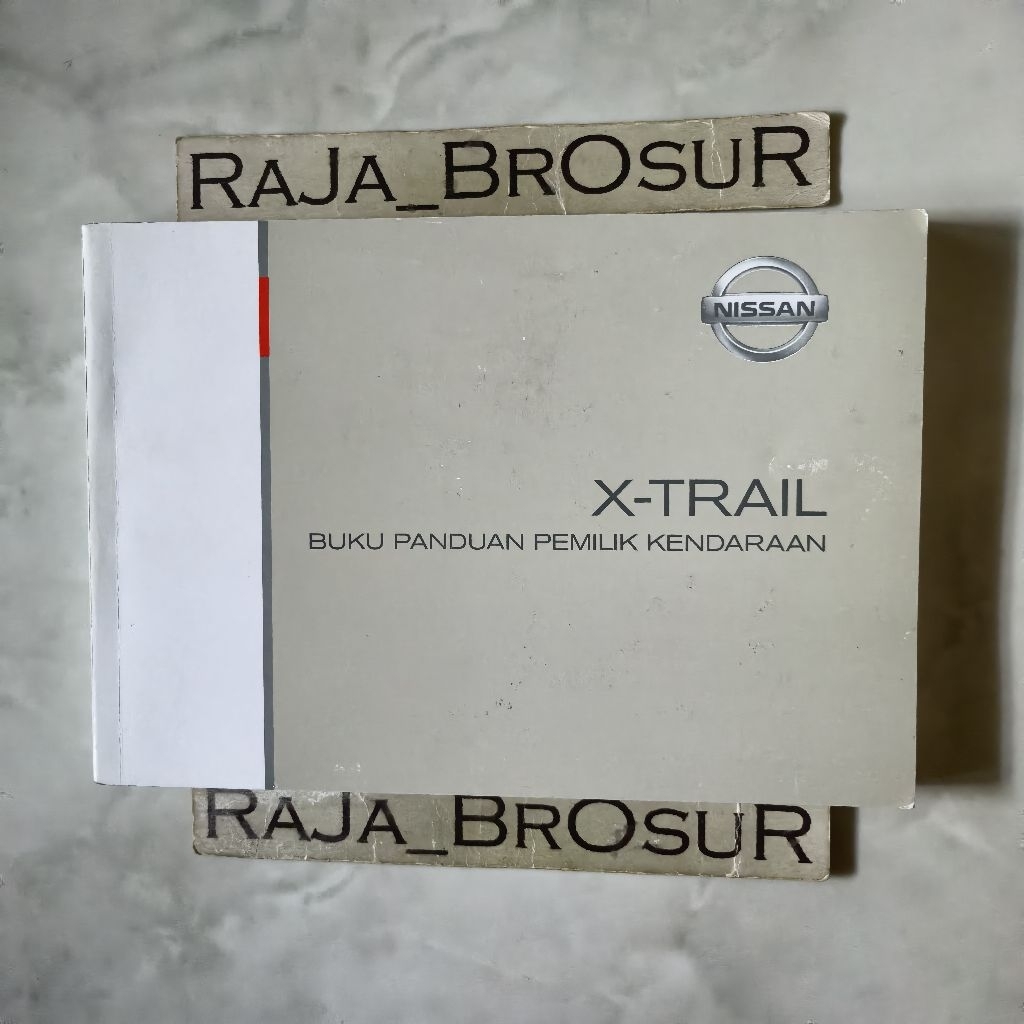 RAJA_BROSUR
NISSAN
X-TRAIL
BUKU PANDUAN PEMILIK KENDARAAN
RAJA_BROSUR